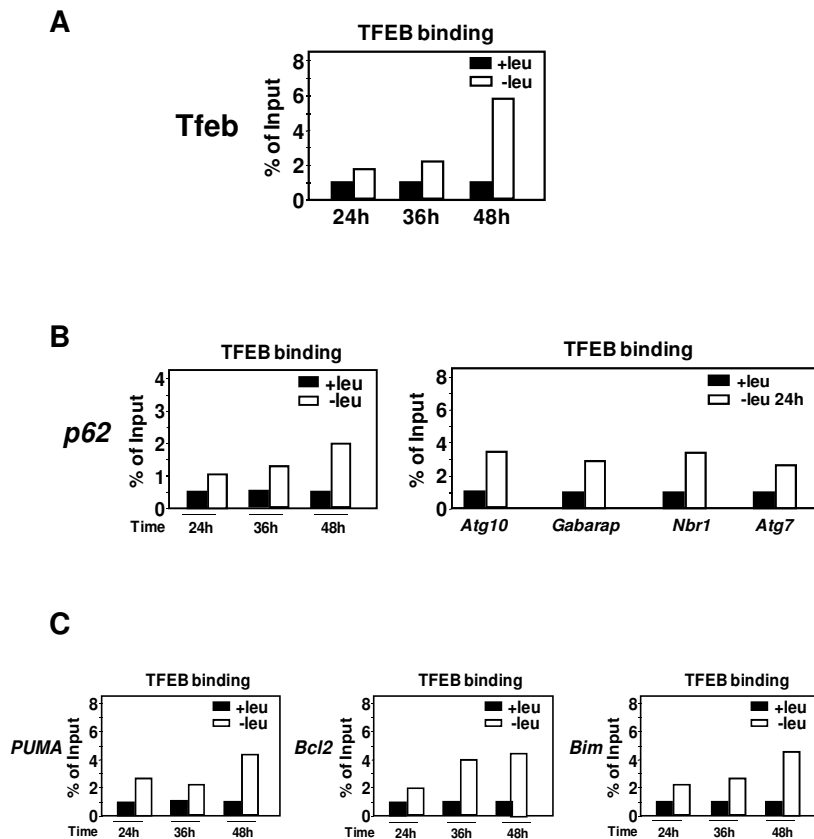 A
TFEB binding
Tfeb
% of Input
8
6
4
2
0
+leu
-leu
24h 36h 48h
B
TFEB binding
p62
% of Input
4
3
2
1
0
+leu
-leu
Time 24h 36h 48h
TFEB binding
% of Input
8
6
4
2
0
+leu
-leu 24h
Atg10 Gabarap Nbr1 Atg7
C
TFEB binding
PUMA
% of Input
8
6
4
2
0
+leu
-leu
Time 24h 36h 48h
TFEB binding
Bcl2
% of Input
8
6
4
2
0
+leu
-leu
Time 24h 36h 48h
TFEB binding
Bim
% of Input
8
6
4
2
0
+leu
-leu
Time 24h 36h 48h